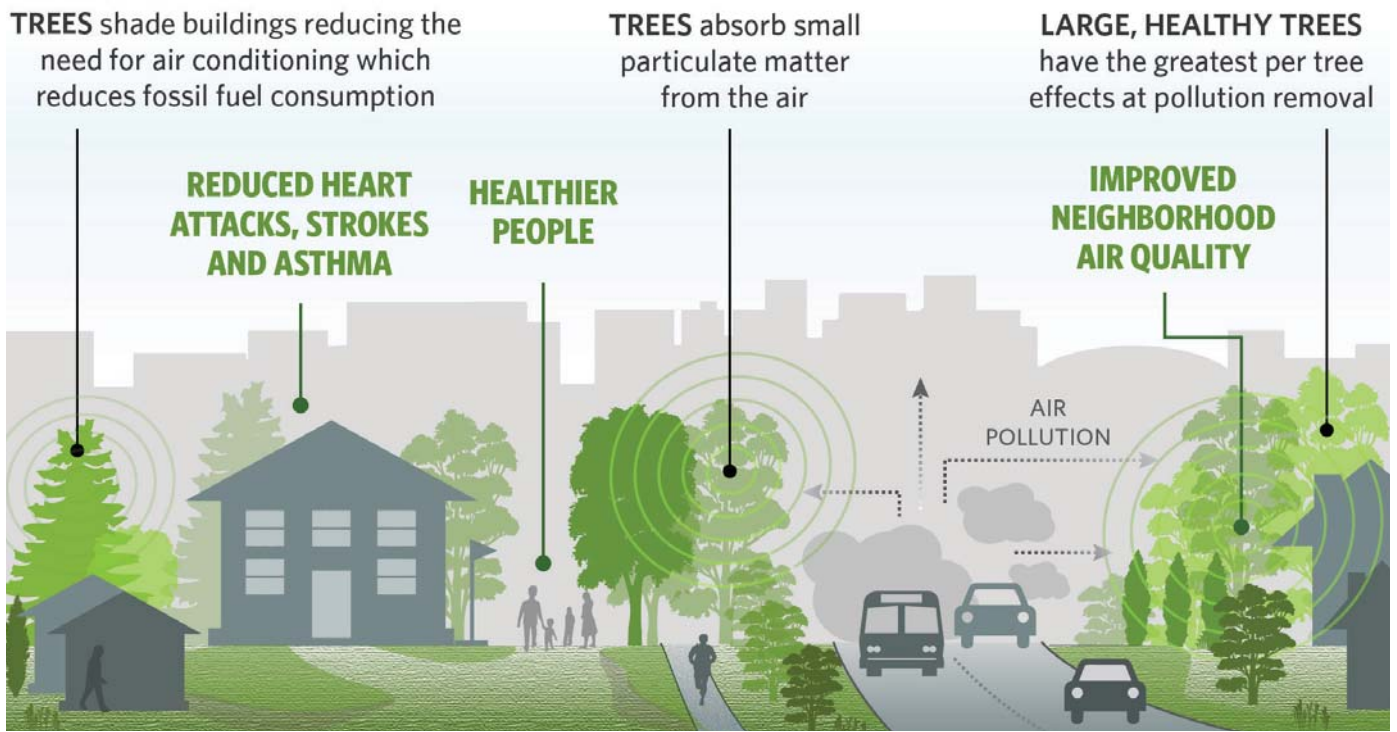 TREES shade buildings reducing the
need for air conditioning which
reduces fossil fuel consumption
TREES absorb small
particulate matter
from the air
LARGE, HEALTHY TREES
have the greatest per tree
effects at pollution removal
REDUCED HEART
ATTACKS, STROKES
AND ASTHMA
HEALTHIER
PEOPLE
IMPROVED
NEIGHBORHOOD
AIR QUALITY
AIR
POLLUTION